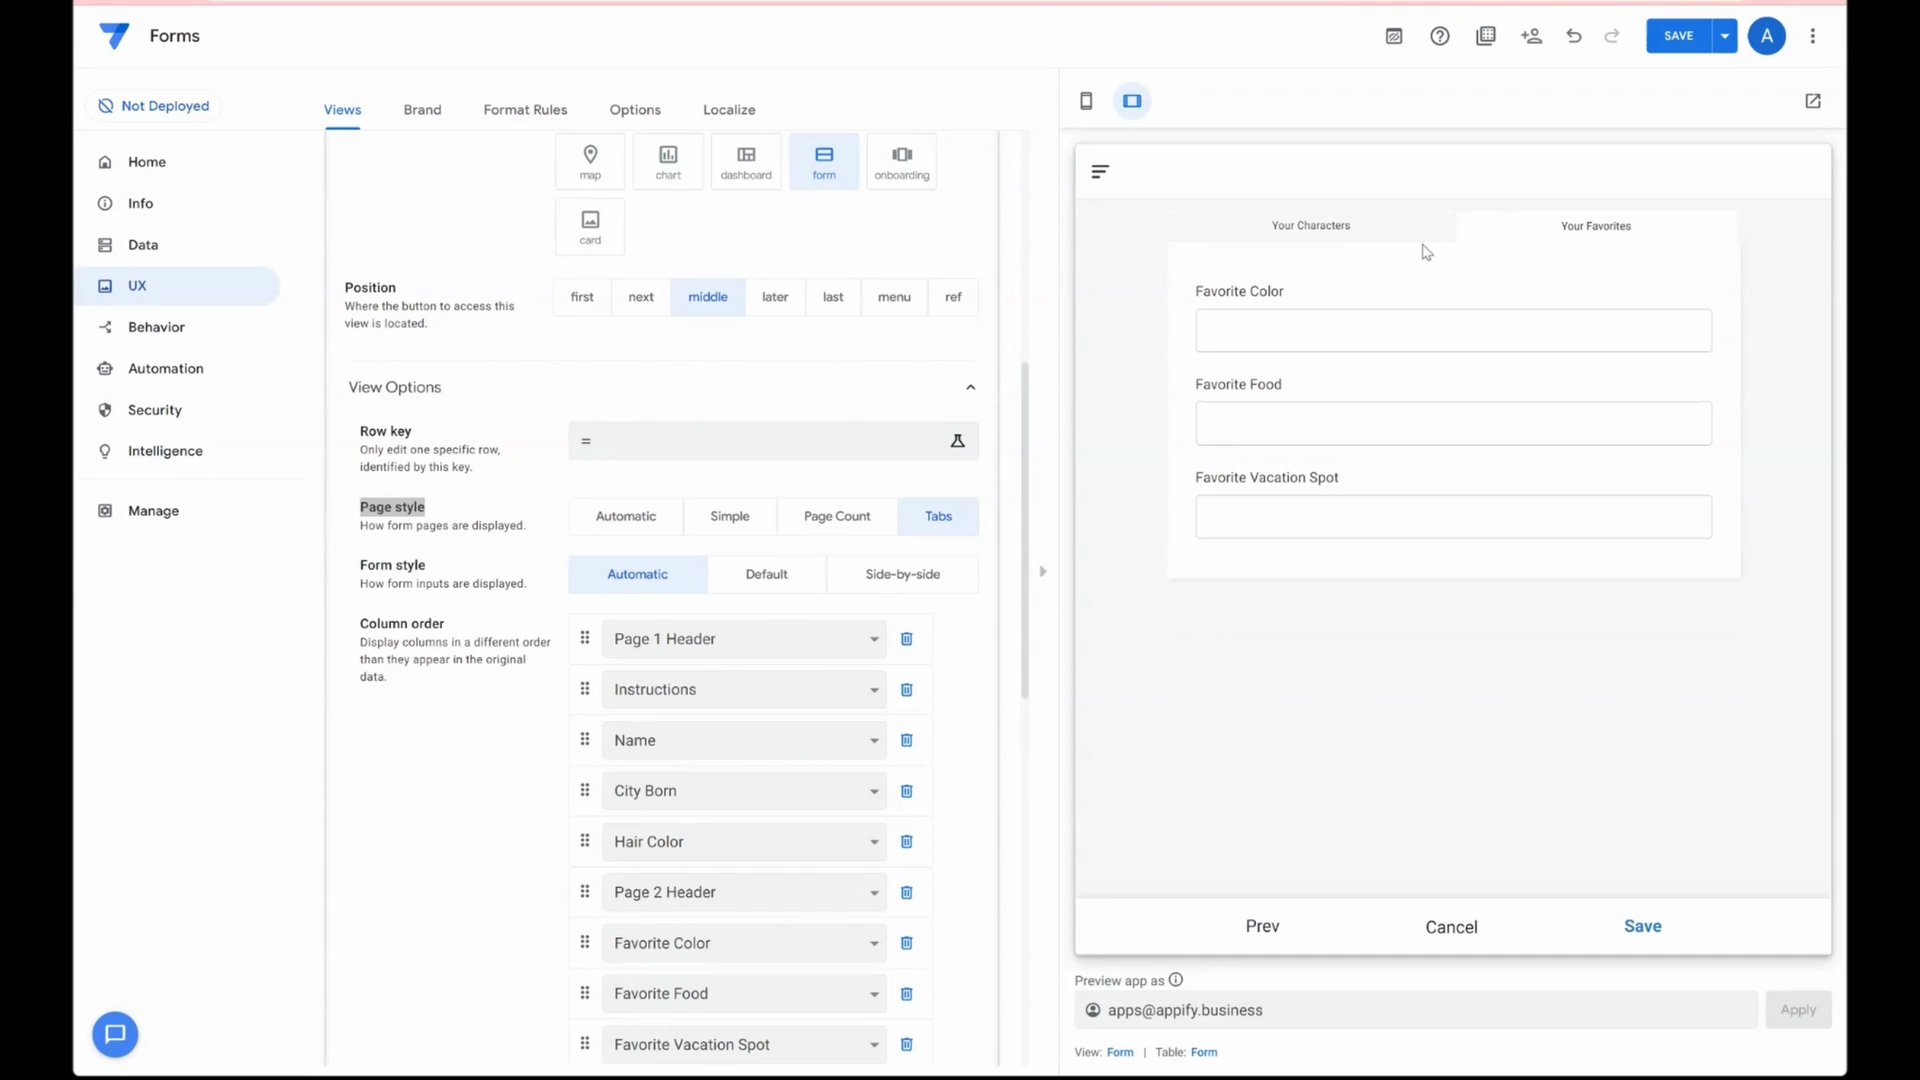 Forms
SAVE
A
Not Deployed
Views
Brand
Format Rules
Options
Localize
Home
Info
Data
UX
Behavior
Automation
Security
Intelligence
Manage
map
chart
dashboard
form
onboarding
card
Position
Where the button to access this
view is located.
first
next
middle
later
last
menu
ref
View Options
Row key
Only edit one specific row,
identified by this key.
=
Page style
How form pages are displayed.
Automatic
Simple
Page Count
Tabs
Form style
How form inputs are displayed.
Automatic
Default
Side-by-side
Column order
Display columns in a different order
than they appear in the original
data.
Page 1 Header
Instructions
Name
City Born
Hair Color
Page 2 Header
Favorite Color
Favorite Food
Favorite Vacation Spot
Your Characters
Your Favorites
Favorite Color
Favorite Food
Favorite Vacation Spot
Prev
Cancel
Save
Preview app as
apps@appify.business
Apply
View: Form | Table: Form